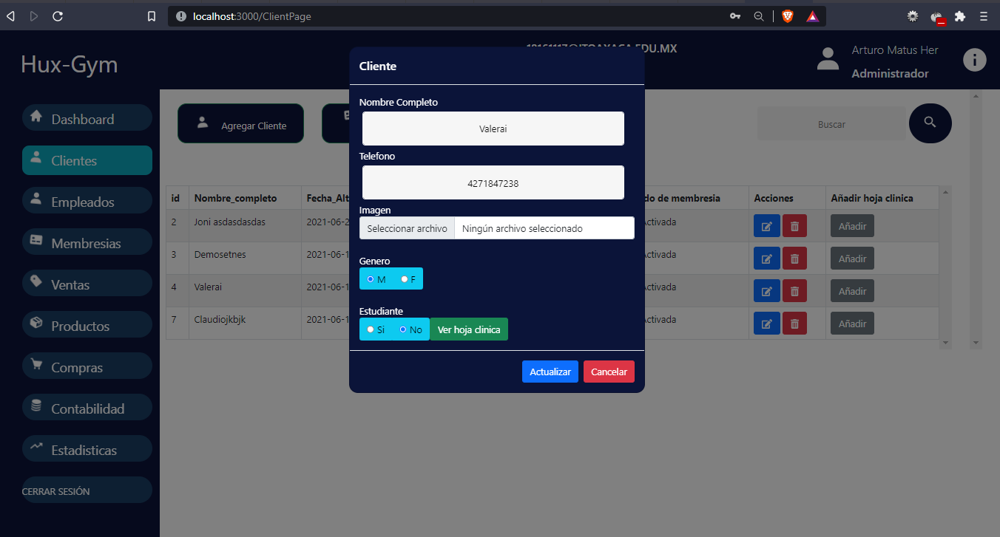 localhost:3000/ClientPage
Hux-Gym
Arturo Matus Her
Administrador
Dashboard
Clientes
Empleados
Membresias
Ventas
Productos
Compras
Contabilidad
Estadisticas
CERRAR SESIÓN
Agregar Cliente
Buscar
id Nombre_completo Fecha_Alt do de membresia Acciones Añadir hoja clinica
2 Joni asdasdasdas 2021-06-2 Activada Añadir
3 Demosetnes 2021-06-1 Activada Añadir
4 Valerai 2021-06-1 Activada Añadir
7 Claudiojkbjk 2021-06-1 Activada Añadir
Cliente
Nombre Completo
Valerai
Telefono
4271847238
Imagen
Seleccionar archivo Ningún archivo seleccionado
Genero
M F
Estudiante
Si No Ver hoja clinica
Actualizar Cancelar